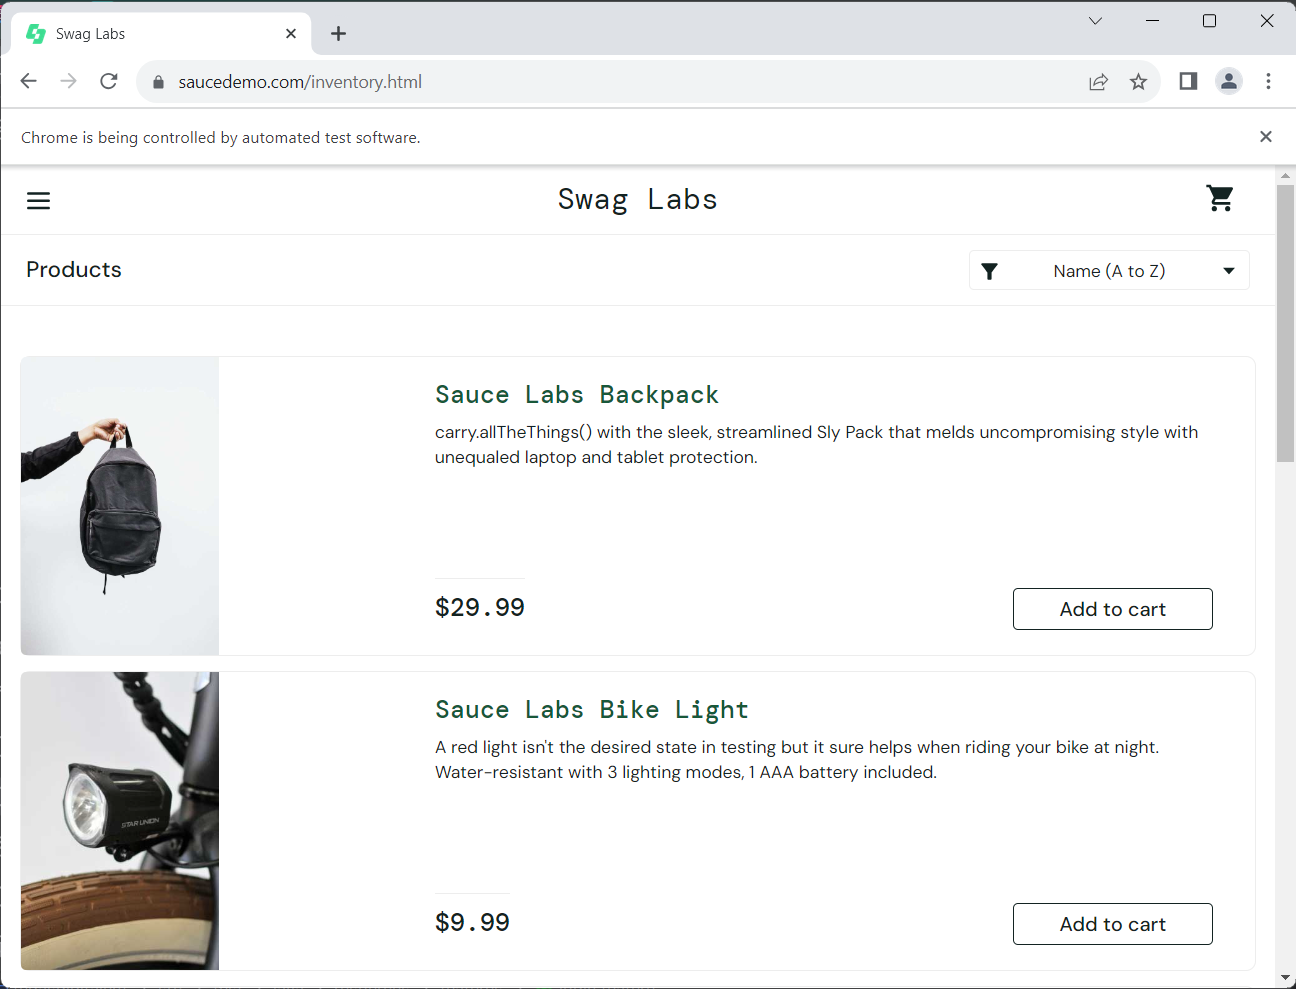 Swag Labs
saucedemo.com/inventory.html
Chrome is being controlled by automated test software.
Swag Labs
Products
Name (A to Z)
Sauce Labs Backpack
carry.allTheThings() with the sleek, streamlined Sly Pack that melds uncompromising style with
unequaled laptop and tablet protection.
$29.99
Add to cart
Sauce Labs Bike Light
A red light isn't the desired state in testing but it sure helps when riding your bike at night.
Water-resistant with 3 lighting modes, 1 AAA battery included.
STAR UNION
$9.99
Add to cart